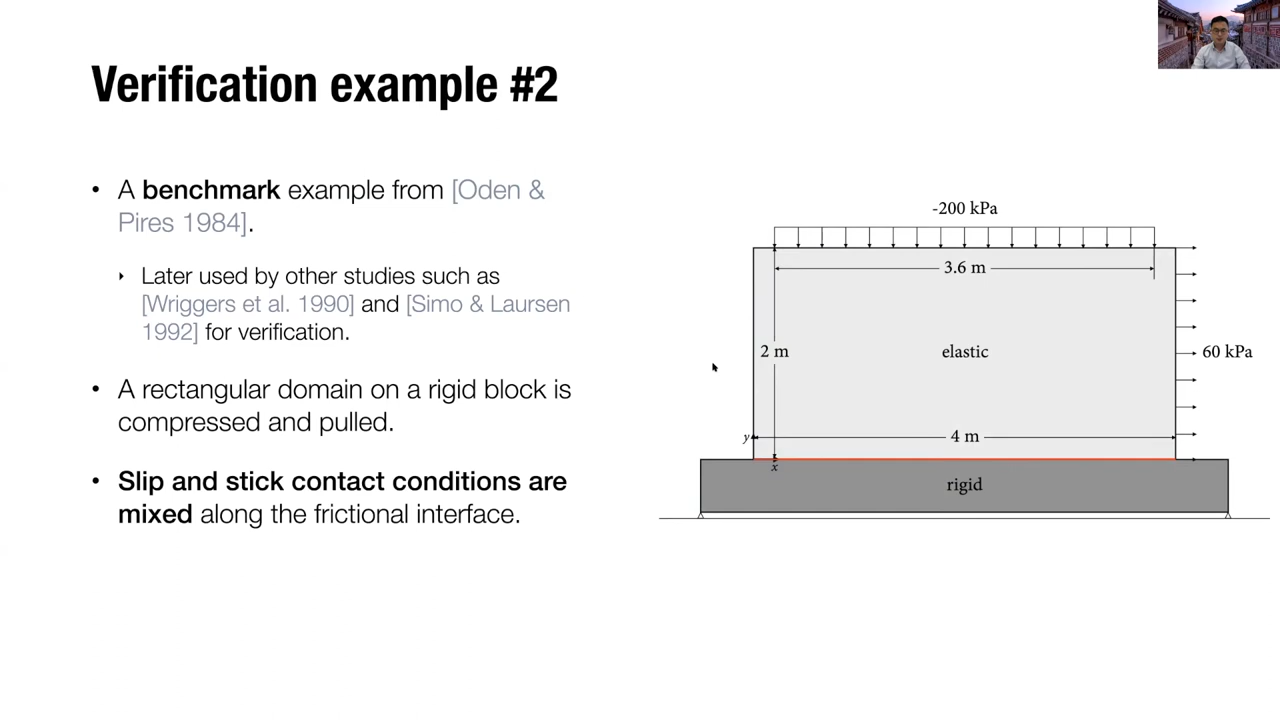 Verification example #2
• A benchmark example from [Oden &
Pires 1984].
‣ Later used by other studies such as
[Wriggers et al. 1990] and [Simo & Laursen
1992] for verification.
• A rectangular domain on a rigid block is
compressed and pulled.
• Slip and stick contact conditions are
mixed along the frictional interface.
-200 kPa
3.6 m
2 m
elastic
60 kPa
y
4 m
x
rigid